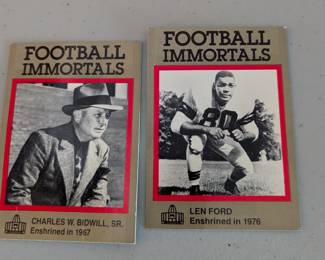 FOOTBALL
IMMORTALS
CHARLES W. BIDWILL, SR.
Enshrined in 1967
FOOTBALL
IMMORTALS
80
LEN FORD
Enshrined in 1976